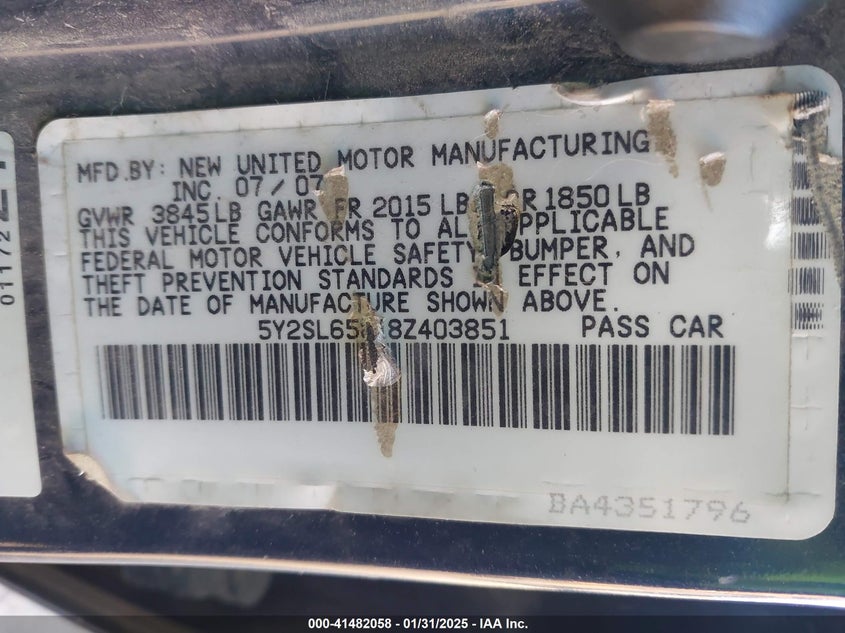 MFD.BY: NEW UNITED MOTOR MANUFACTURING
INC. 07/07
GVWR 3845LB GAWR FR 2015 LB RR 1850LB
THIS VEHICLE CONFORMS TO ALL APPLICABLE
FEDERAL MOTOR VEHICLE SAFETY, BUMPER, AND
THEFT PREVENTION STANDARDS IN EFFECT ON
THE DATE OF MANUFACTURE SHOWN ABOVE.
PASS CAR
BA4351796
000-41482058 - 01/31/2025 - IAAI, Inc.